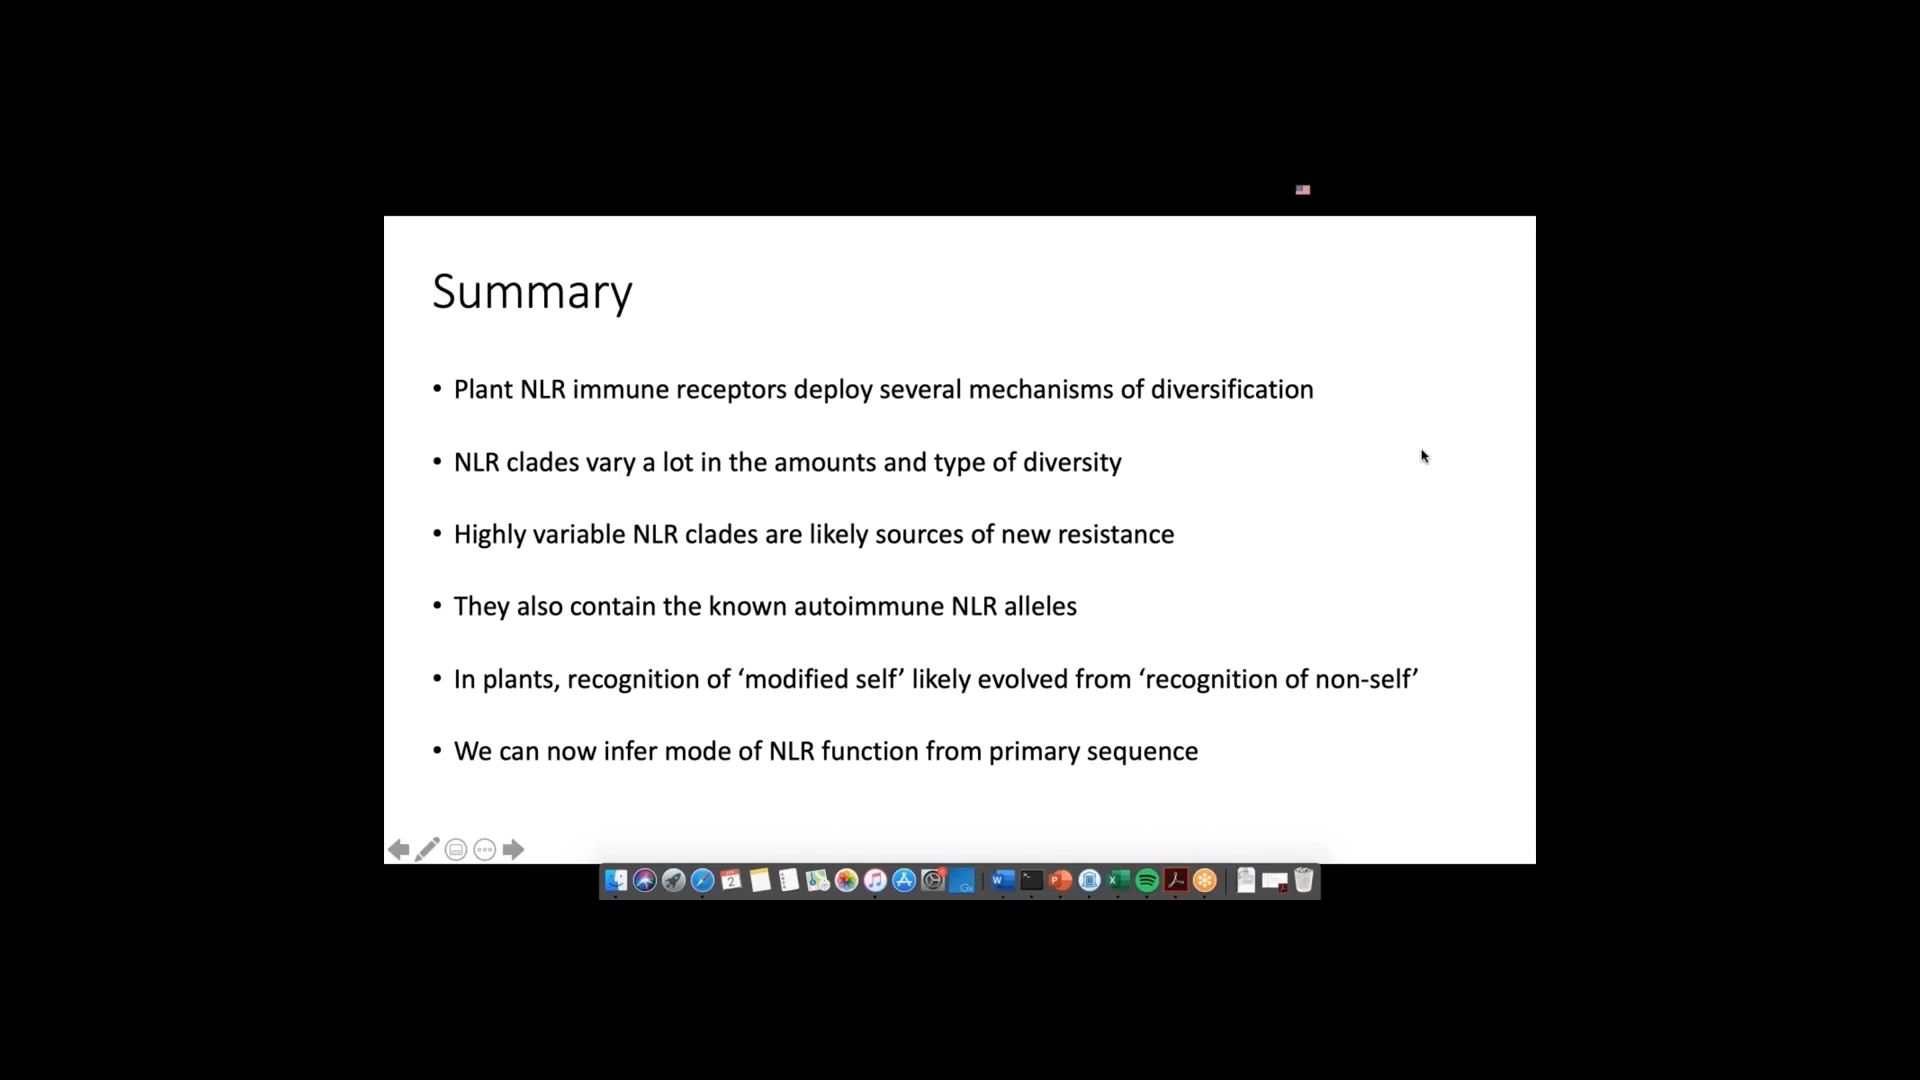 Summary
• Plant NLR immune receptors deploy several mechanisms of diversification
• NLR clades vary a lot in the amounts and type of diversity
• Highly variable NLR clades are likely sources of new resistance
• They also contain the known autoimmune NLR alleles
• In plants, recognition of ‘modified self’ likely evolved from ‘recognition of non-self’
• We can now infer mode of NLR function from primary sequence
2
Gx
W
P
X